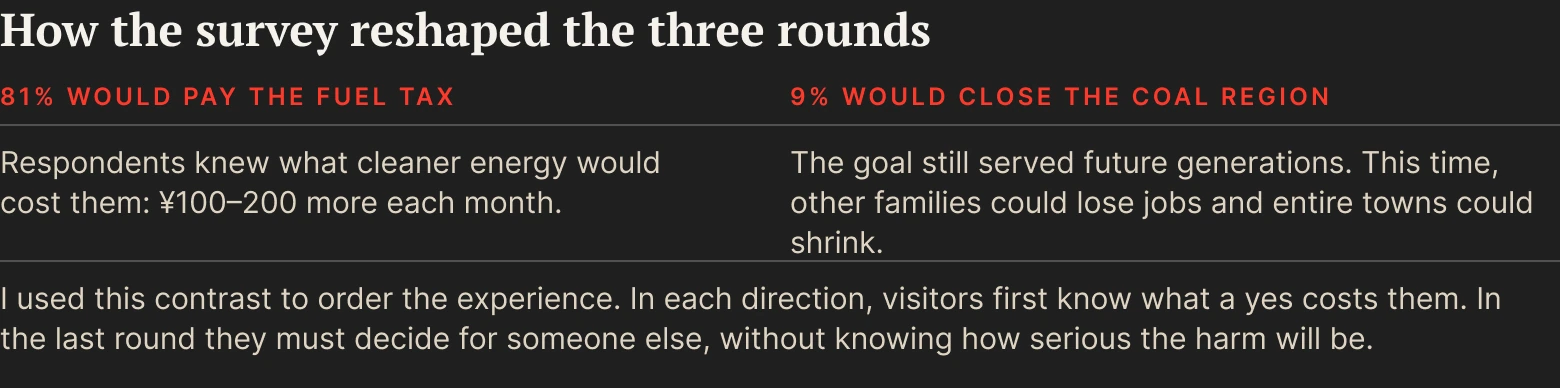 How the survey reshaped the three rounds
81% WOULD PAY THE FUEL TAX
Respondents knew what cleaner energy would
cost them: ¥100–200 more each month.
9% WOULD CLOSE THE COAL REGION
The goal still served future generations. This time,
other families could lose jobs and entire towns could
shrink.
I used this contrast to order the experience. In each direction, visitors first know what a yes costs them. In
the last round they must decide for someone else, without knowing how serious the harm will be.